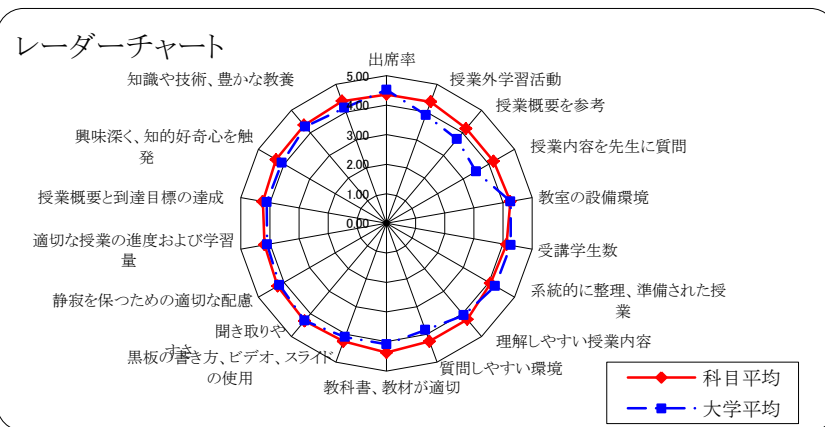 レーダーチャート
出席率
授業外学習活動
授業概要を参考
授業内容を先生に質問
教室の設備環境
受講学生数
系統的に整理、準備された授
業
理解しやすい授業内容
質問しやすい環境
教科書、教材が適切
黒板の書き方、ビデオ、スライド
の使用
聞き取りや
すさ
静寂を保つための適切な配慮
適切な授業の進度および学習
量
授業概要と到達目標の達成
興味深く、知的好奇心を触
発
知識や技術、豊かな教養
5.00
4.00
3.00
2.00
1.00
0.00
科目平均
大学平均